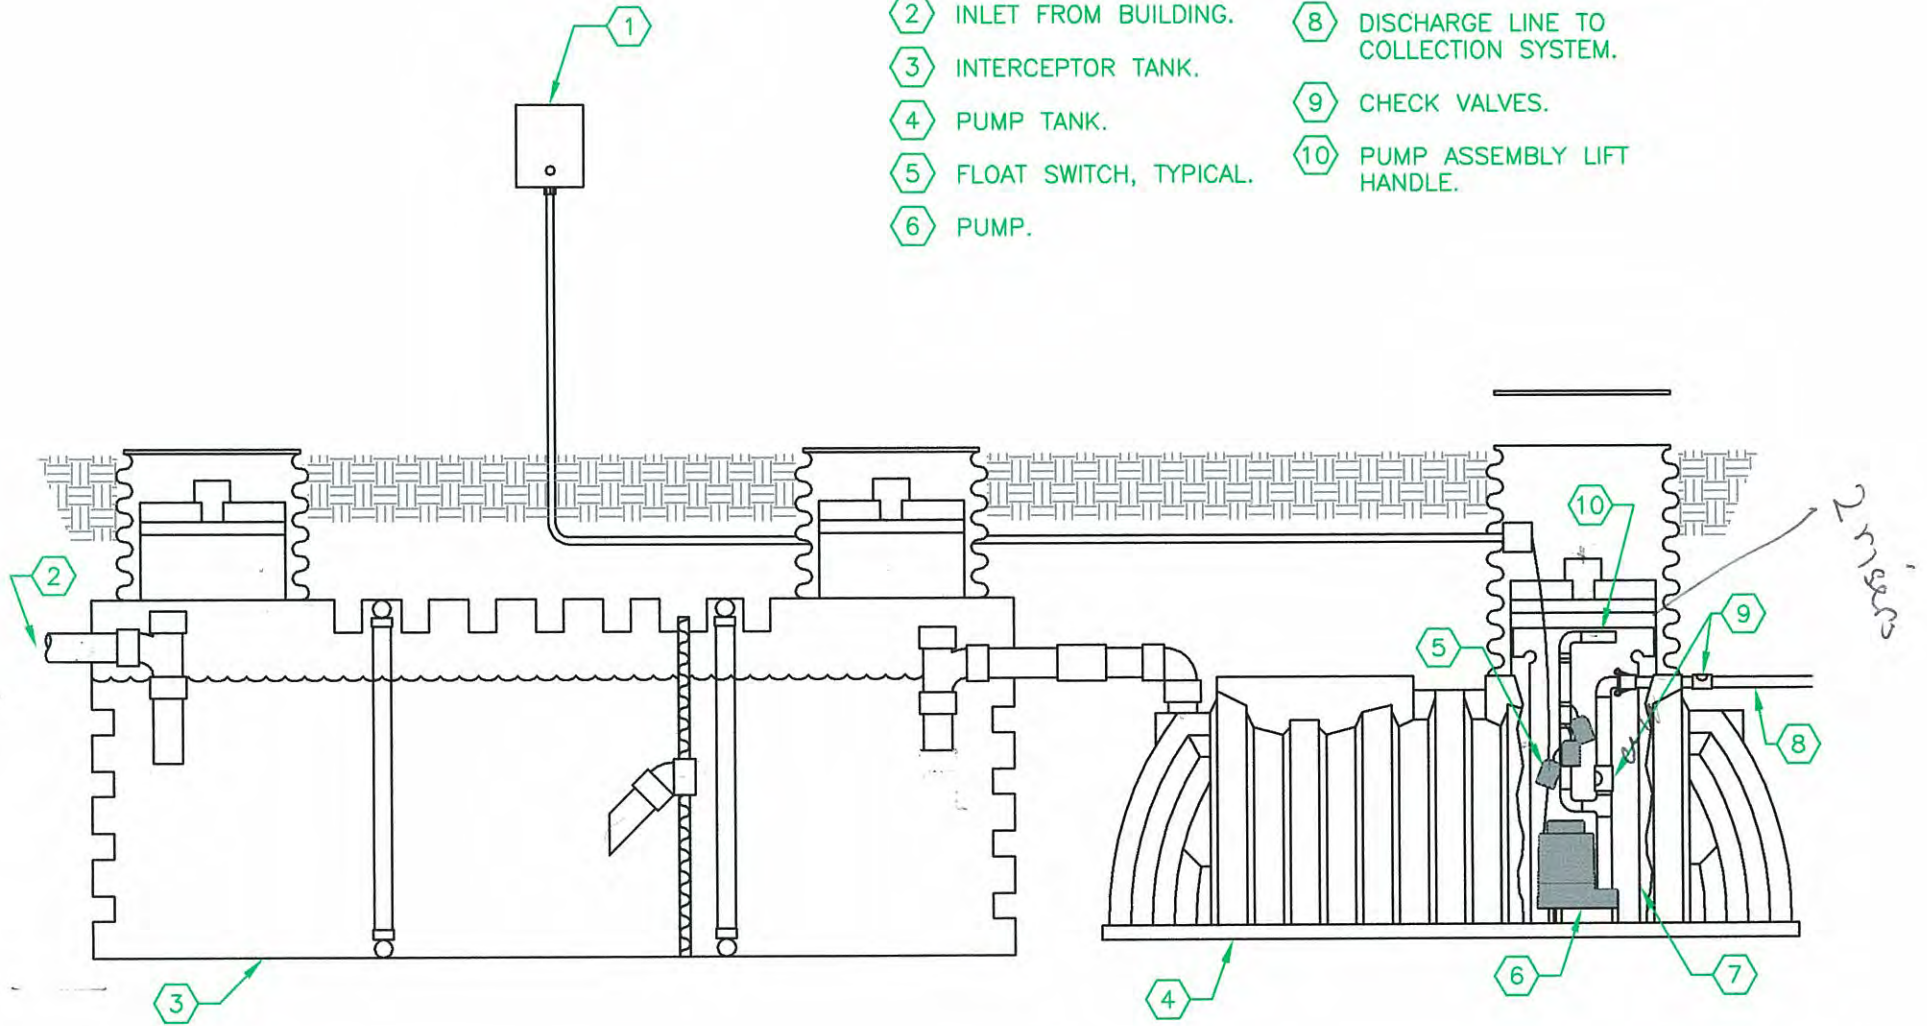 2 INLET FROM BUILDING.
3 INTERCEPTOR TANK.
4 PUMP TANK.
5 FLOAT SWITCH, TYPICAL.
6 PUMP.
8 DISCHARGE LINE TO
COLLECTION SYSTEM.
9 CHECK VALVES.
10 PUMP ASSEMBLY LIFT
HANDLE.
1
2
10
9
5
8
3
4
6
7
2 risers